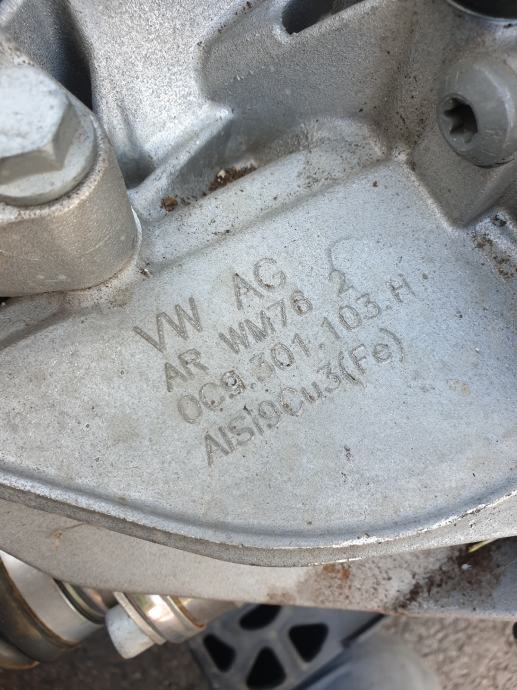 VW AG
AR WM76 2
0C9.301.103.H
AlSi9Cu3(Fe)